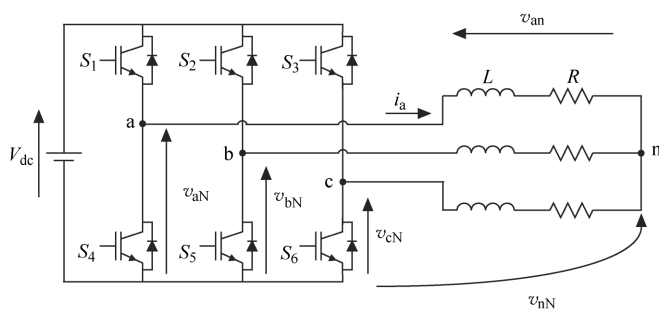 v_an
S_1
S_2
S_3
L
R
i_a
a
V_dc
b
n
c
v_aN
v_bN
v_cN
S_4
S_5
S_6
v_nN